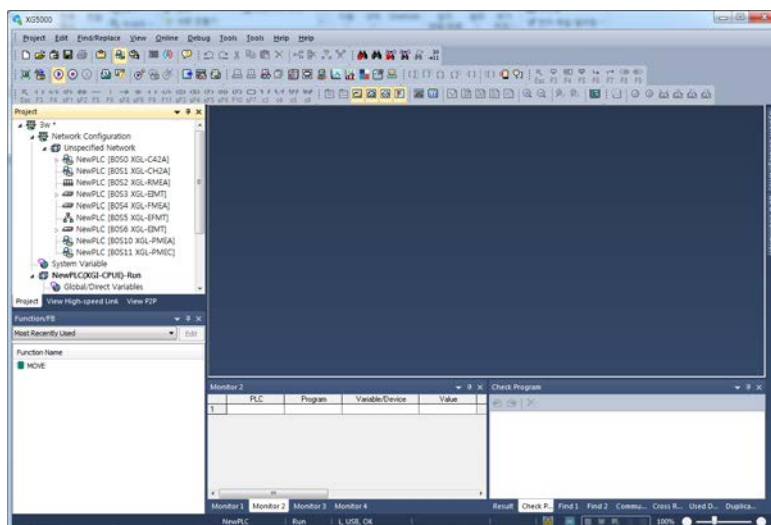 XG5000
Project Edit Find/Replace View Online Debug Tools Tools Help Help
Project
3w *
Network Configuration
Unspecified Network
NewPLC [B0S0 XGL-C42A]
NewPLC [B0S1 XGL-CH2A]
NewPLC [B0S2 XGL-RMEA]
NewPLC [B0S3 XGL-EIMT]
NewPLC [B0S4 XGL-FMEA]
NewPLC [B0S5 XGL-EFMT]
NewPLC [B0S6 XGL-EIMT]
NewPLC [B0S10 XGL-PMEA]
NewPLC [B0S11 XGL-PMEC]
System Variable
NewPLC(XGI-CPUE)-Run
Global/Direct Variables
Project View High-speed Link View P2P
Function/FB
Most Recently Used Edit
Function Name
MOVE
Monitor 2
PLC Program Variable/Device Value
1
Monitor 1 Monitor 2 Monitor 3 Monitor 4
Check Program
Result Check P... Find 1 Find 2 Commu... Cross R... Used D... Duplica...
NewPLC Run L, USB, OK 100%